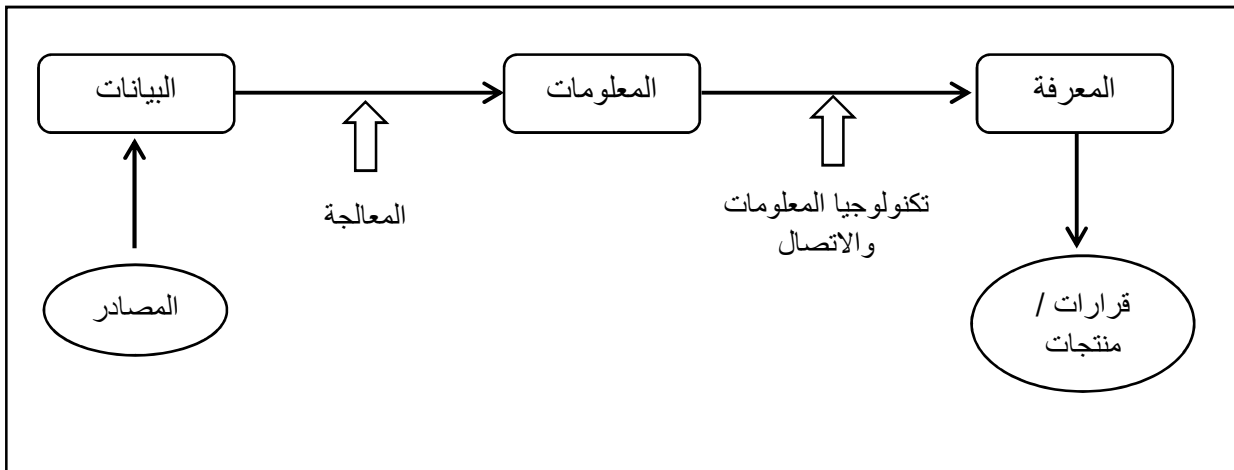 البيانات
المعلومات
المعرفة
المعالجة
تكنولوجيا المعلومات
والاتصال
المصادر
قرارات /
منتجات